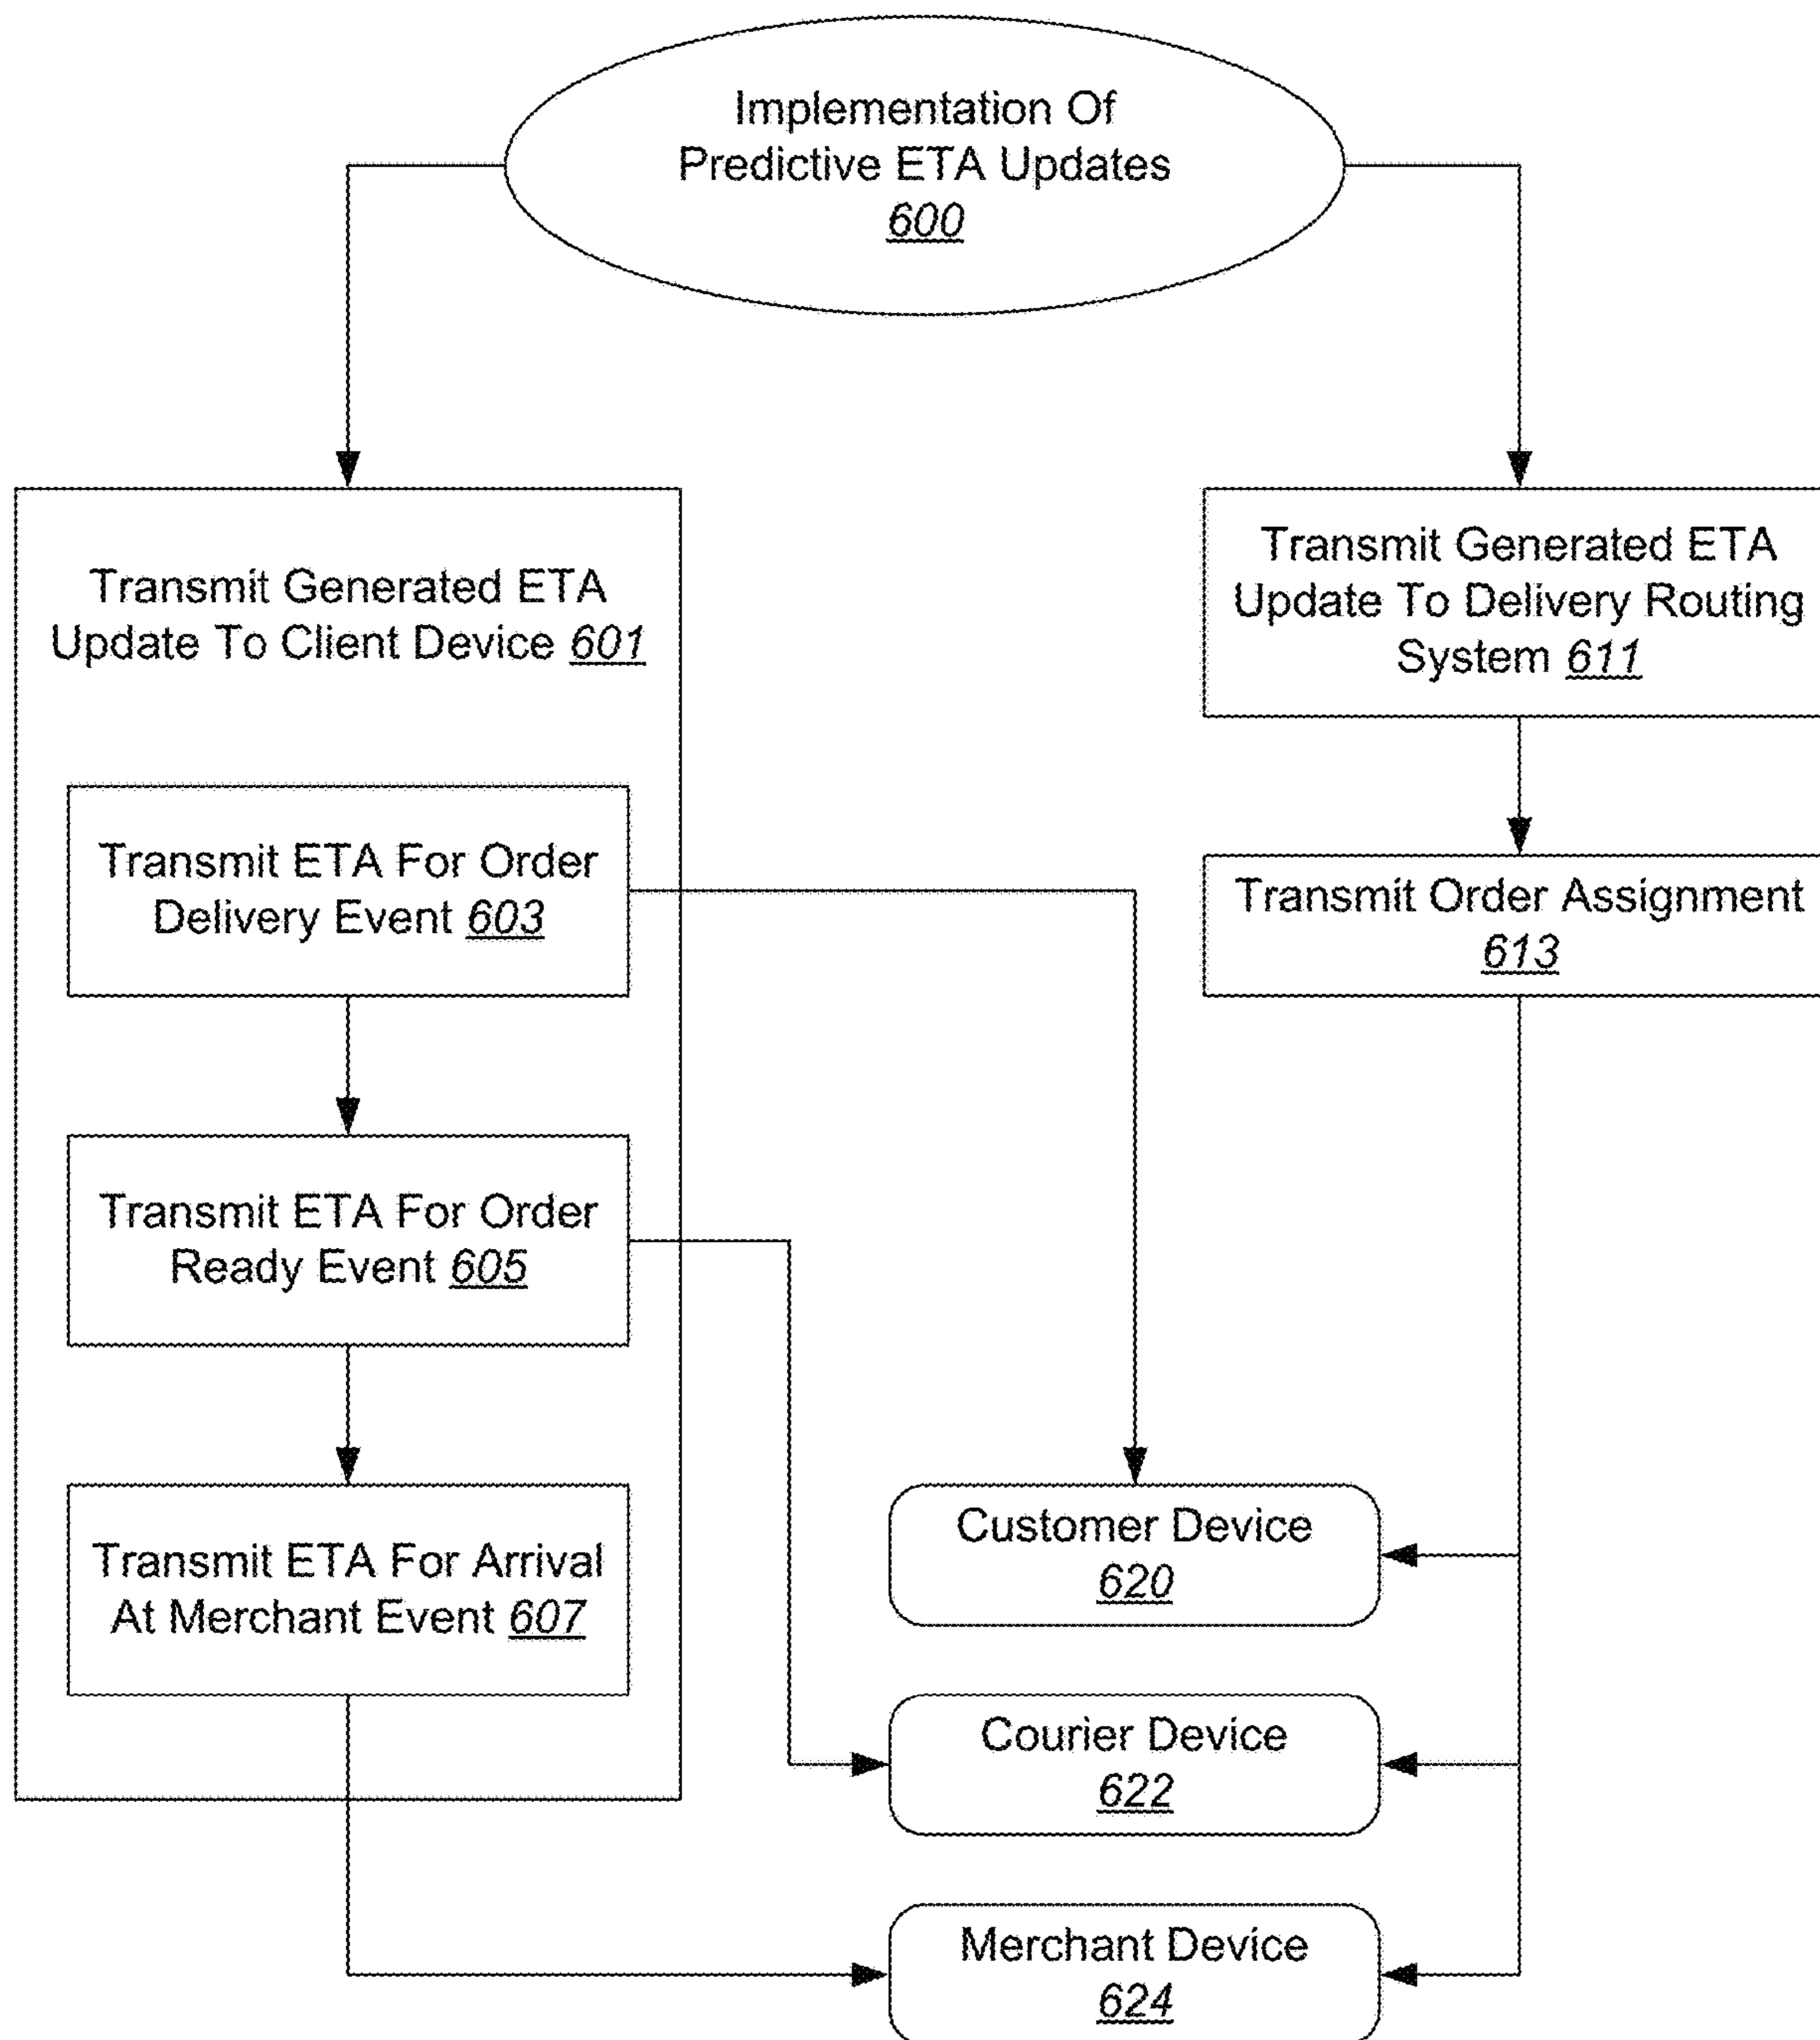 Implementation Of
Predictive ETA Updates
600
Transmit Generated ETA
Update To Client Device 601
Transmit ETA For Order
Delivery Event 603
Transmit ETA For Order
Ready Event 605
Transmit ETA For Arrival
At Merchant Event 607
Transmit Generated ETA
Update To Delivery Routing
System 611
Transmit Order Assignment
613
Customer Device
620
Courier Device
622
Merchant Device
624